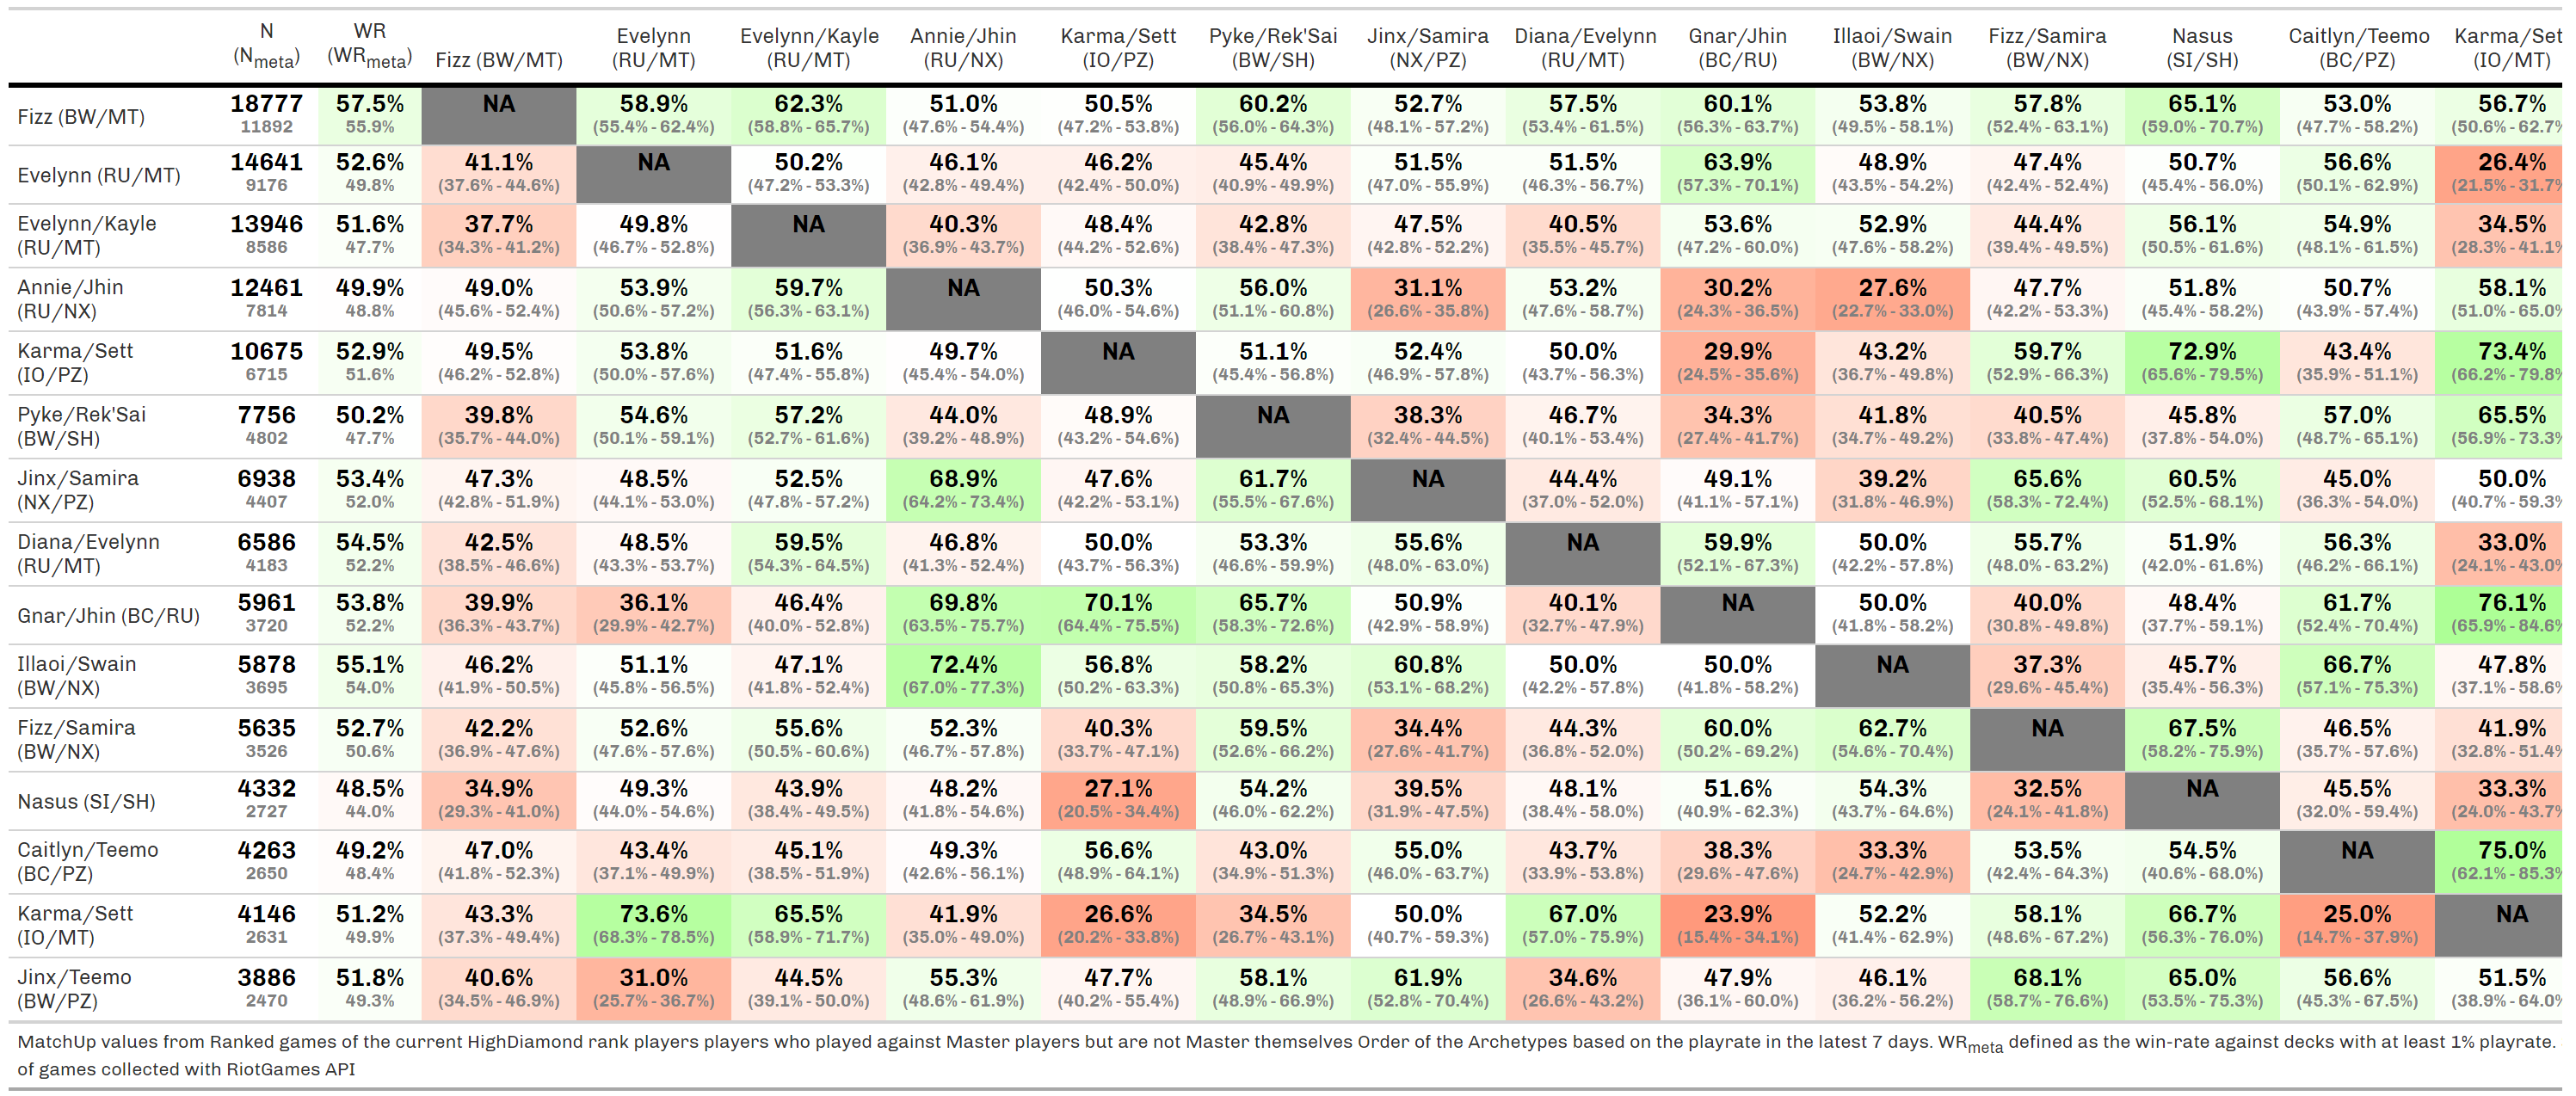 N WR Evelynn Evelynn/Kayle Annie/Jhin Karma/Sett Pyke/Rek'Sai Jinx/Samira Diana/Evelynn Gnar/Jhin Illaoi/Swain Fizz/Samira Nasus Caitlyn/Teemo Karma/Set
(Nmeta) (WRmeta) Fizz (BW/MT) (RU/MT) (RU/MT) (RU/NX) (IO/PZ) (BW/SH) (NX/PZ) (RU/MT) (BC/RU) (BW/NX) (BW/NX) (SI/SH) (BC/PZ) (IO/MT)
Fizz (BW/MT) 18777 57.5% NA 58.9% 62.3% 51.0% 50.5% 60.2% 52.7% 57.5% 60.1% 53.8% 57.8% 65.1% 53.0% 56.7%
11892 55.9% (55.4% - 62.4%) (58.8% - 65.7%) (47.6% - 54.4%) (47.2% - 53.8%) (56.0% - 64.3%) (48.1% - 57.2%) (53.4% - 61.5%) (56.3% - 63.7%) (49.5% - 58.1%) (52.4% - 63.1%) (59.0% - 70.7%) (47.7% - 58.2%) (50.6% - 62.7%
Evelynn (RU/MT) 14641 52.6% 41.1% NA 50.2% 46.1% 46.2% 45.4% 51.5% 51.5% 63.9% 48.9% 47.4% 50.7% 56.6% 26.4%
9176 49.8% (37.6% - 44.6%) (47.2% - 53.3%) (42.8% - 49.4%) (42.4% - 50.0%) (40.9% - 49.9%) (47.0% - 55.9%) (46.3% - 56.7%) (57.3% - 70.1%) (43.5% - 54.2%) (42.4% - 52.4%) (45.4% - 56.0%) (50.1% - 62.9%) (21.5% - 31.7%
Evelynn/Kayle 13946 51.6% 37.7% 49.8% NA 40.3% 48.4% 42.8% 47.5% 40.5% 53.6% 52.9% 44.4% 56.1% 54.9% 34.5%
(RU/MT) 8586 47.7% (34.3% - 41.2%) (46.7% - 52.8%) (36.9% - 43.7%) (44.2% - 52.6%) (38.4% - 47.3%) (42.8% - 52.2%) (35.5% - 45.7%) (47.2% - 60.0%) (47.6% - 58.2%) (39.4% - 49.5%) (50.5% - 61.6%) (48.1% - 61.5%) (28.3% - 41.1%
Annie/Jhin 12461 49.9% 49.0% 53.9% 59.7% NA 50.3% 56.0% 31.1% 53.2% 30.2% 27.6% 47.7% 51.8% 50.7% 58.1%
(RU/NX) 7814 48.8% (45.6% - 52.4%) (50.6% - 57.2%) (56.3% - 63.1%) (46.0% - 54.6%) (51.1% - 60.8%) (26.6% - 35.8%) (47.6% - 58.7%) (24.3% - 36.5%) (22.7% - 33.0%) (42.2% - 53.3%) (45.4% - 58.2%) (43.9% - 57.4%) (51.0% - 65.0%
Karma/Sett 10675 52.9% 49.5% 53.8% 51.6% 49.7% NA 51.1% 52.4% 50.0% 29.9% 43.2% 59.7% 72.9% 43.4% 73.4%
(IO/PZ) 6715 51.6% (46.2% - 52.8%) (50.0% - 57.6%) (47.4% - 55.8%) (45.4% - 54.0%) (45.4% - 56.8%) (46.9% - 57.8%) (43.7% - 56.3%) (24.5% - 35.6%) (36.7% - 49.8%) (52.9% - 66.3%) (65.6% - 79.5%) (35.9% - 51.1%) (66.2% - 79.8%
Pyke/Rek'Sai 7756 50.2% 39.8% 54.6% 57.2% 44.0% 48.9% NA 38.3% 46.7% 34.3% 41.8% 40.5% 45.8% 57.0% 65.5%
(BW/SH) 4802 47.7% (35.7% - 44.0%) (50.1% - 59.1%) (52.7% - 61.6%) (39.2% - 48.9%) (43.2% - 54.6%) (32.4% - 44.5%) (40.1% - 53.4%) (27.4% - 41.7%) (34.7% - 49.2%) (33.8% - 47.4%) (37.8% - 54.0%) (48.7% - 65.1%) (56.9% - 73.3%
Jinx/Samira 6938 53.4% 47.3% 48.5% 52.5% 68.9% 47.6% 61.7% NA 44.4% 49.1% 39.2% 65.6% 60.5% 45.0% 50.0%
(NX/PZ) 4407 52.0% (42.8% - 51.9%) (44.1% - 53.0%) (47.8% - 57.2%) (64.2% - 73.4%) (42.2% - 53.1%) (55.5% - 67.6%) (37.0% - 52.0%) (41.1% - 57.1%) (31.8% - 46.9%) (58.3% - 72.4%) (52.5% - 68.1%) (36.3% - 54.0%) (40.7% - 59.3%
Diana/Evelynn 6586 54.5% 42.5% 48.5% 59.5% 46.8% 50.0% 53.3% 55.6% NA 59.9% 50.0% 55.7% 51.9% 56.3% 33.0%
(RU/MT) 4183 52.2% (38.5% - 46.6%) (43.3% - 53.7%) (54.3% - 64.5%) (41.3% - 52.4%) (43.7% - 56.3%) (46.6% - 59.9%) (48.0% - 63.0%) (52.1% - 67.3%) (42.2% - 57.8%) (48.0% - 63.2%) (42.0% - 61.6%) (46.2% - 66.1%) (24.1% - 43.0%
Gnar/Jhin (BC/RU) 5961 53.8% 39.9% 36.1% 46.4% 69.8% 70.1% 65.7% 50.9% 40.1% NA 50.0% 40.0% 48.4% 61.7% 76.1%
3720 52.2% (36.3% - 43.7%) (29.9% - 42.7%) (40.0% - 52.8%) (63.5% - 75.7%) (64.4% - 75.5%) (58.3% - 72.6%) (42.9% - 58.9%) (32.7% - 47.9%) (41.8% - 58.2%) (30.8% - 49.8%) (37.7% - 59.1%) (52.4% - 70.4%) (65.9% - 84.6%
Illaoi/Swain 5878 55.1% 46.2% 51.1% 47.1% 72.4% 56.8% 58.2% 60.8% 50.0% 50.0% NA 37.3% 45.7% 66.7% 47.8%
(BW/NX) 3695 54.0% (41.9% - 50.5%) (45.8% - 56.5%) (41.8% - 52.4%) (67.0% - 77.3%) (50.2% - 63.3%) (50.8% - 65.3%) (53.1% - 68.2%) (42.2% - 57.8%) (41.8% - 58.2%) (29.6% - 45.4%) (35.4% - 56.3%) (57.1% - 75.3%) (37.1% - 58.6%
Fizz/Samira 5635 52.7% 42.2% 52.6% 55.6% 52.3% 40.3% 59.5% 34.4% 44.3% 60.0% 62.7% NA 67.5% 46.5% 41.9%
(BW/NX) 3526 50.6% (36.9% - 47.6%) (47.6% - 57.6%) (50.5% - 60.6%) (46.7% - 57.8%) (33.7% - 47.1%) (52.6% - 66.2%) (27.6% - 41.7%) (36.8% - 52.0%) (50.2% - 69.2%) (54.6% - 70.4%) (58.2% - 75.9%) (35.7% - 57.6%) (32.8% - 51.4%
Nasus (SI/SH) 4332 48.5% 34.9% 49.3% 43.9% 48.2% 27.1% 54.2% 39.5% 48.1% 51.6% 54.3% 32.5% NA 45.5% 33.3%
2727 44.0% (29.3% - 41.0%) (44.0% - 54.6%) (38.4% - 49.5%) (41.8% - 54.6%) (20.5% - 34.4%) (46.0% - 62.2%) (31.9% - 47.5%) (38.4% - 58.0%) (40.9% - 62.3%) (43.7% - 64.6%) (24.1% - 41.8%) (32.0% - 59.4%) (24.0% - 43.7%
Caitlyn/Teemo 4263 49.2% 47.0% 43.4% 45.1% 49.3% 56.6% 43.0% 55.0% 43.7% 38.3% 33.3% 53.5% 54.5% NA 75.0%
(BC/PZ) 2650 48.4% (41.8% - 52.3%) (37.1% - 49.9%) (38.5% - 51.9%) (42.6% - 56.1%) (48.9% - 64.1%) (34.9% - 51.3%) (46.0% - 63.7%) (33.9% - 53.8%) (29.6% - 47.6%) (24.7% - 42.9%) (42.4% - 64.3%) (40.6% - 68.0%) (62.1% - 85.3%
Karma/Sett 4146 51.2% 43.3% 73.6% 65.5% 41.9% 26.6% 34.5% 50.0% 67.0% 23.9% 52.2% 58.1% 66.7% 25.0% NA
(IO/MT) 2631 49.9% (37.3% - 49.4%) (68.3% - 78.5%) (58.9% - 71.7%) (35.0% - 49.0%) (20.2% - 33.8%) (26.7% - 43.1%) (40.7% - 59.3%) (57.0% - 75.9%) (15.4% - 34.1%) (41.4% - 62.9%) (48.6% - 67.2%) (56.3% - 76.0%) (14.7% - 37.9%)
Jinx/Teemo 3886 51.8% 40.6% 31.0% 44.5% 55.3% 47.7% 58.1% 61.9% 34.6% 47.9% 46.1% 68.1% 65.0% 56.6% 51.5%
(BW/PZ) 2470 49.3% (34.5% - 46.9%) (25.7% - 36.7%) (39.1% - 50.0%) (48.6% - 61.9%) (40.2% - 55.4%) (48.9% - 66.9%) (52.8% - 70.4%) (26.6% - 43.2%) (36.1% - 60.0%) (36.2% - 56.2%) (58.7% - 76.6%) (53.5% - 75.3%) (45.3% - 67.5%) (38.9% - 64.0%
MatchUp values from Ranked games of the current HighDiamond rank players players who played against Master players but are not Master themselves Order of the Archetypes based on the playrate in the latest 7 days. WRmeta defined as the win-rate against decks with at least 1% playrate.
of games collected with RiotGames API